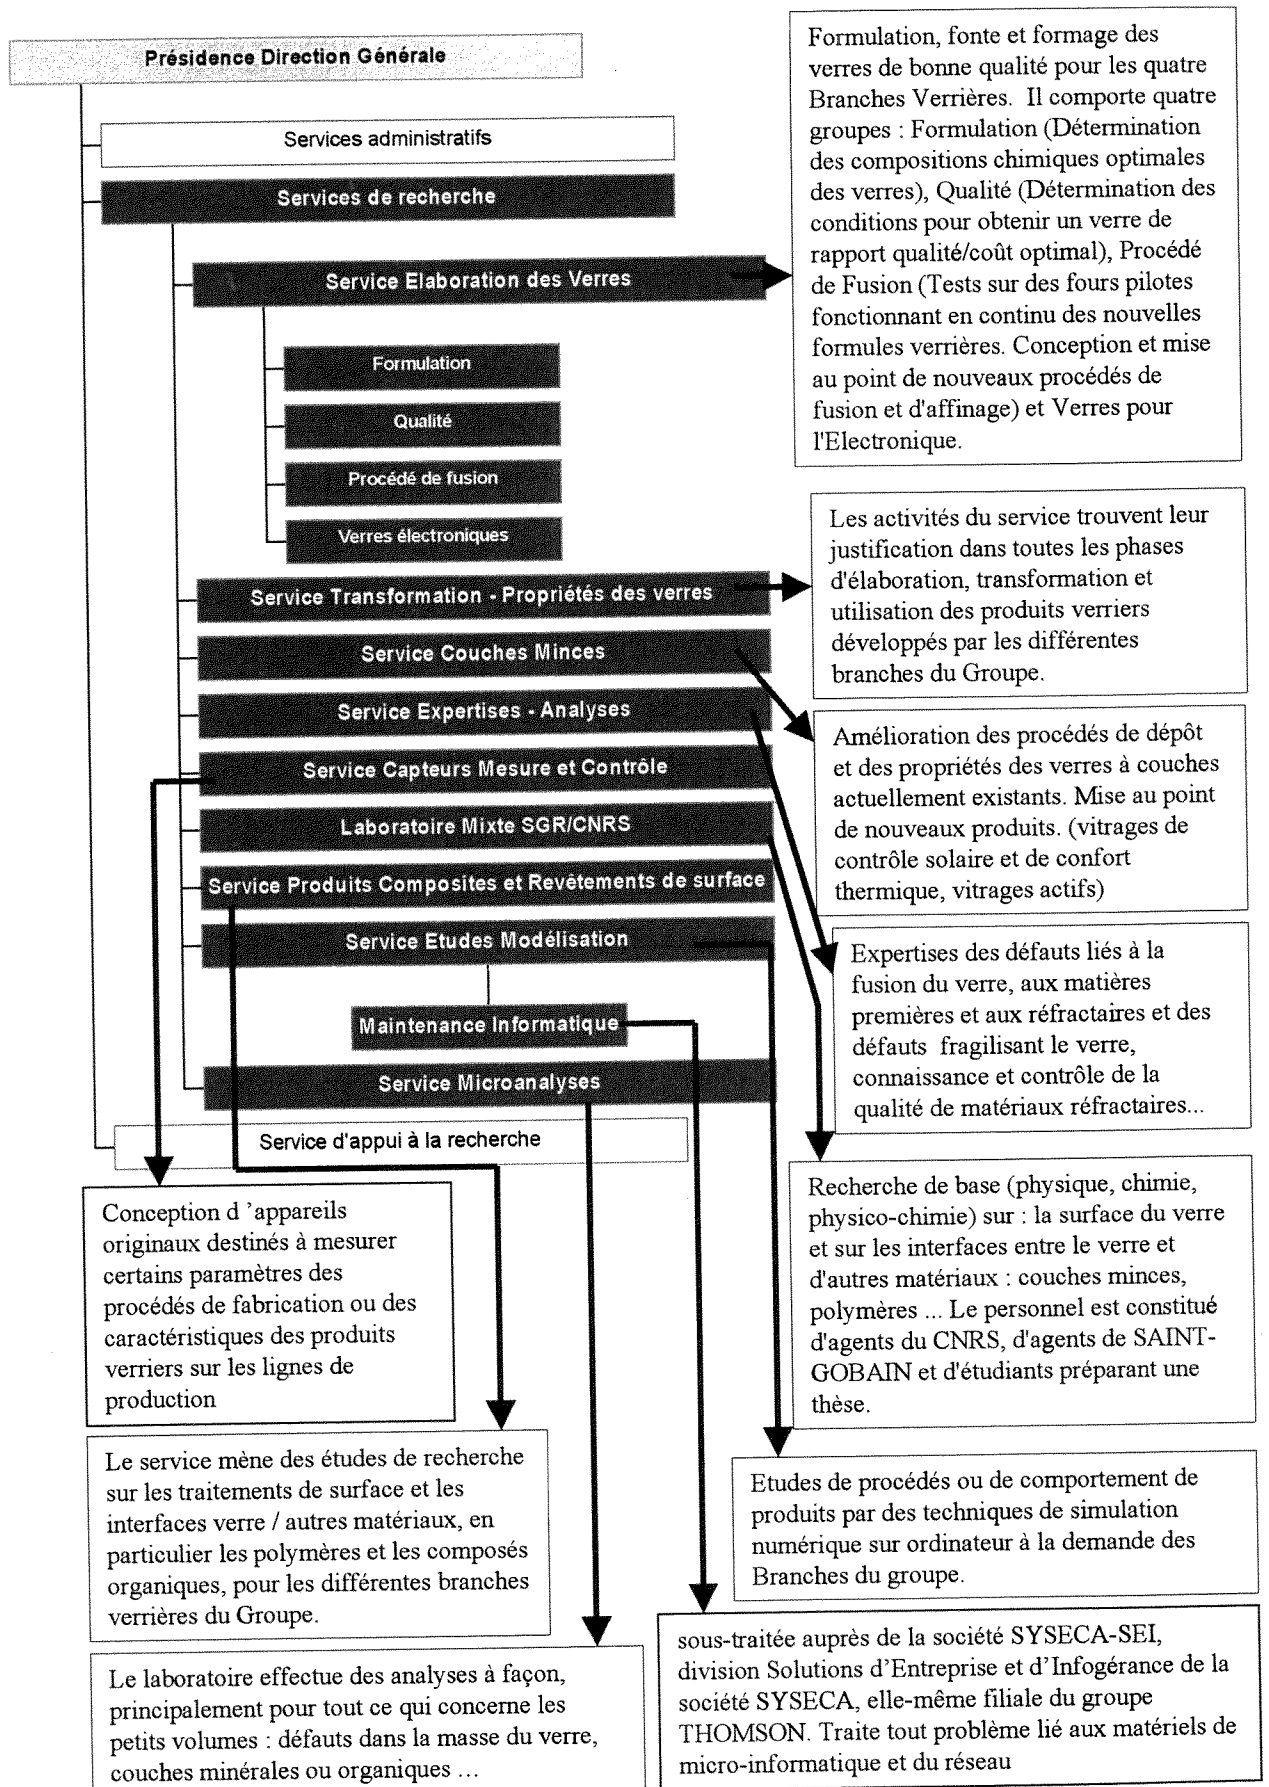 Présidence Direction Générale
Services administratifs
Services de recherche
Service Elaboration des Verres
Formulation
Qualité
Procédé de fusion
Verres électroniques
Service Transformation - Propriétés des verres
Service Couches Minces
Service Expertises - Analyses
Service Capteurs Mesure et Contrôle
Laboratoire Mixte SGR/CNRS
Service Produits Composites et Revêtements de surface
Service Etudes Modélisation
Maintenance Informatique
Service Microanalyses
Service d'appui à la recherche
Formulation, fonte et formage des
verres de bonne qualité pour les quatre
Branches Verrières. Il comporte quatre
groupes : Formulation (Détermination
des compositions chimiques optimales
des verres), Qualité (Détermination des
conditions pour obtenir un verre de
rapport qualité/coût optimal), Procédé
de Fusion (Tests sur des fours pilotes
fonctionnant en continu des nouvelles
formules verrières. Conception et mise
au point de nouveaux procédés de
fusion et d'affinage) et Verres pour
l'Electronique.
Les activités du service trouvent leur
justification dans toutes les phases
d'élaboration, transformation et
utilisation des produits verriers
développés par les différentes
branches du Groupe.
Amélioration des procédés de dépôt
et des propriétés des verres à couches
actuellement existants. Mise au point
de nouveaux produits. (vitrages de
contrôle solaire et de confort
thermique, vitrages actifs)
Expertises des défauts liés à la
fusion du verre, aux matières
premières et aux réfractaires et des
défauts fragilisant le verre,
connaissance et contrôle de la
qualité de matériaux réfractaires...
Recherche de base (physique, chimie,
physico-chimie) sur : la surface du verre
et sur les interfaces entre le verre et
d'autres matériaux : couches minces,
polymères ... Le personnel est constitué
d'agents du CNRS, d'agents de SAINT-
GOBAIN et d'étudiants préparant une
thèse.
Conception d 'appareils
originaux destinés à mesurer
certains paramètres des
procédés de fabrication ou des
caractéristiques des produits
verriers sur les lignes de
production
Le service mène des études de recherche
sur les traitements de surface et les
interfaces verre / autres matériaux, en
particulier les polymères et les composés
organiques, pour les différentes branches
verrières du Groupe.
Etudes de procédés ou de comportement de
produits par des techniques de simulation
numérique sur ordinateur à la demande des
Branches du groupe.
Le laboratoire effectue des analyses à façon,
principalement pour tout ce qui concerne les
petits volumes : défauts dans la masse du verre,
couches minérales ou organiques ...
sous-traitée auprès de la société SYSECA-SEI,
division Solutions d'Entreprise et d'Infogérance de la
société SYSECA, elle-même filiale du groupe
THOMSON. Traite tout problème lié aux matériels de
micro-informatique et du réseau